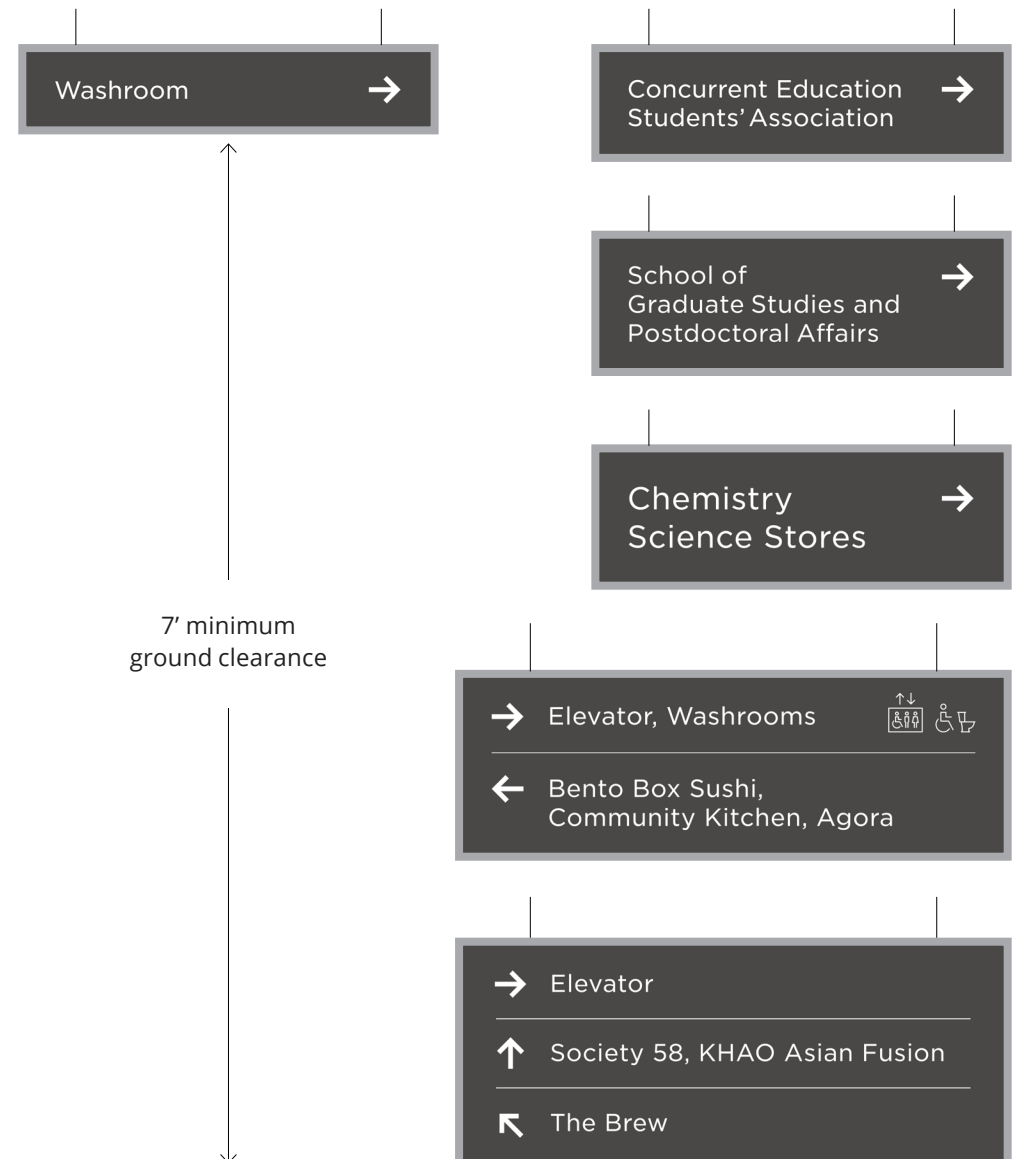 Washroom
Concurrent Education
Students’ Association
School of
Graduate Studies and
Postdoctoral Affairs
Chemistry
Science Stores
7’ minimum
ground clearance
Elevator, Washrooms
Bento Box Sushi,
Community Kitchen, Agora
Elevator
Society 58, KHAO Asian Fusion
The Brew